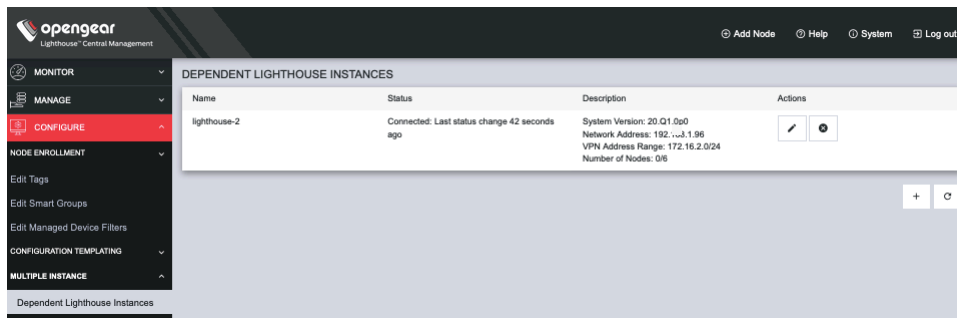 opengear
Lighthouse™ Central Management
Add Node
Help
System
Log out
MONITOR
MANAGE
CONFIGURE
NODE ENROLLMENT
Edit Tags
Edit Smart Groups
Edit Managed Device Filters
CONFIGURATION TEMPLATING
MULTIPLE INSTANCE
Dependent Lighthouse Instances
DEPENDENT LIGHTHOUSE INSTANCES
Name Status Description Actions
lighthouse-2
Connected: Last status change 42 seconds
ago
System Version: 20.Q1.0p0
Network Address:
VPN Address Range: 172.16.2.0/24
Number of Nodes: 0/6